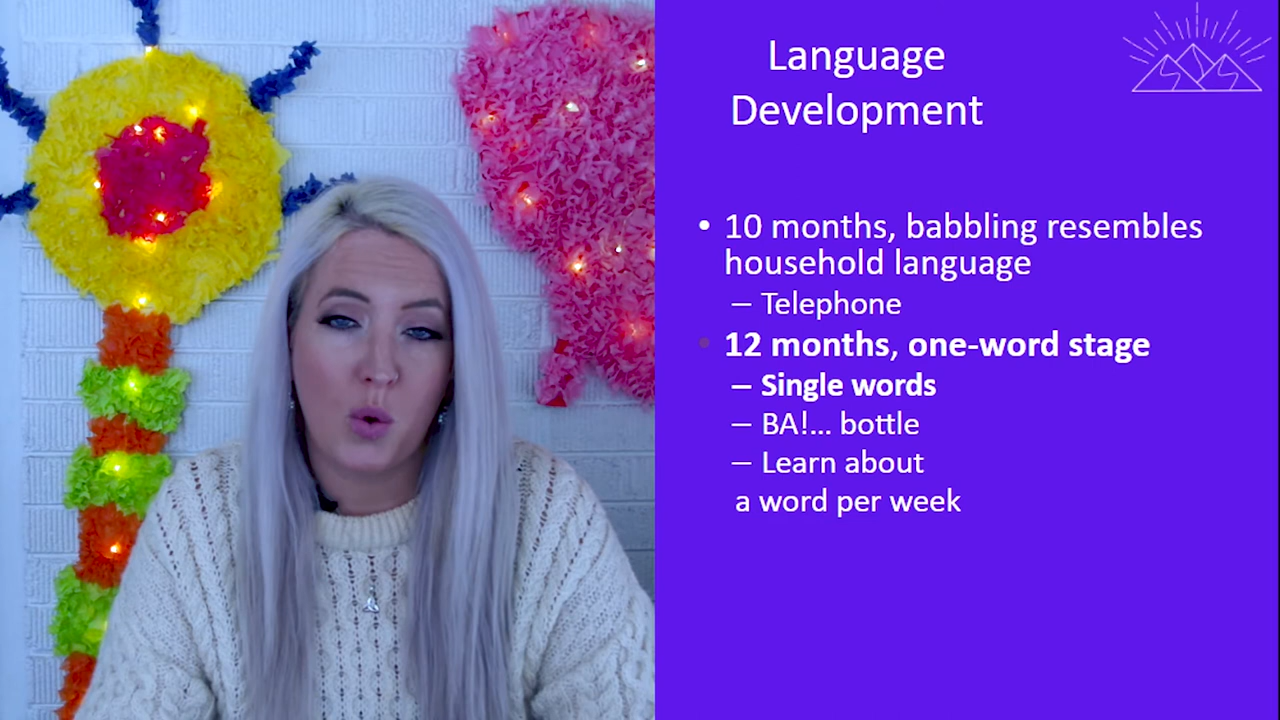 Language
Development
• 10 months, babbling resembles
household language
– Telephone
• 12 months, one-word stage
– Single words
– BA!... bottle
– Learn about
a word per week